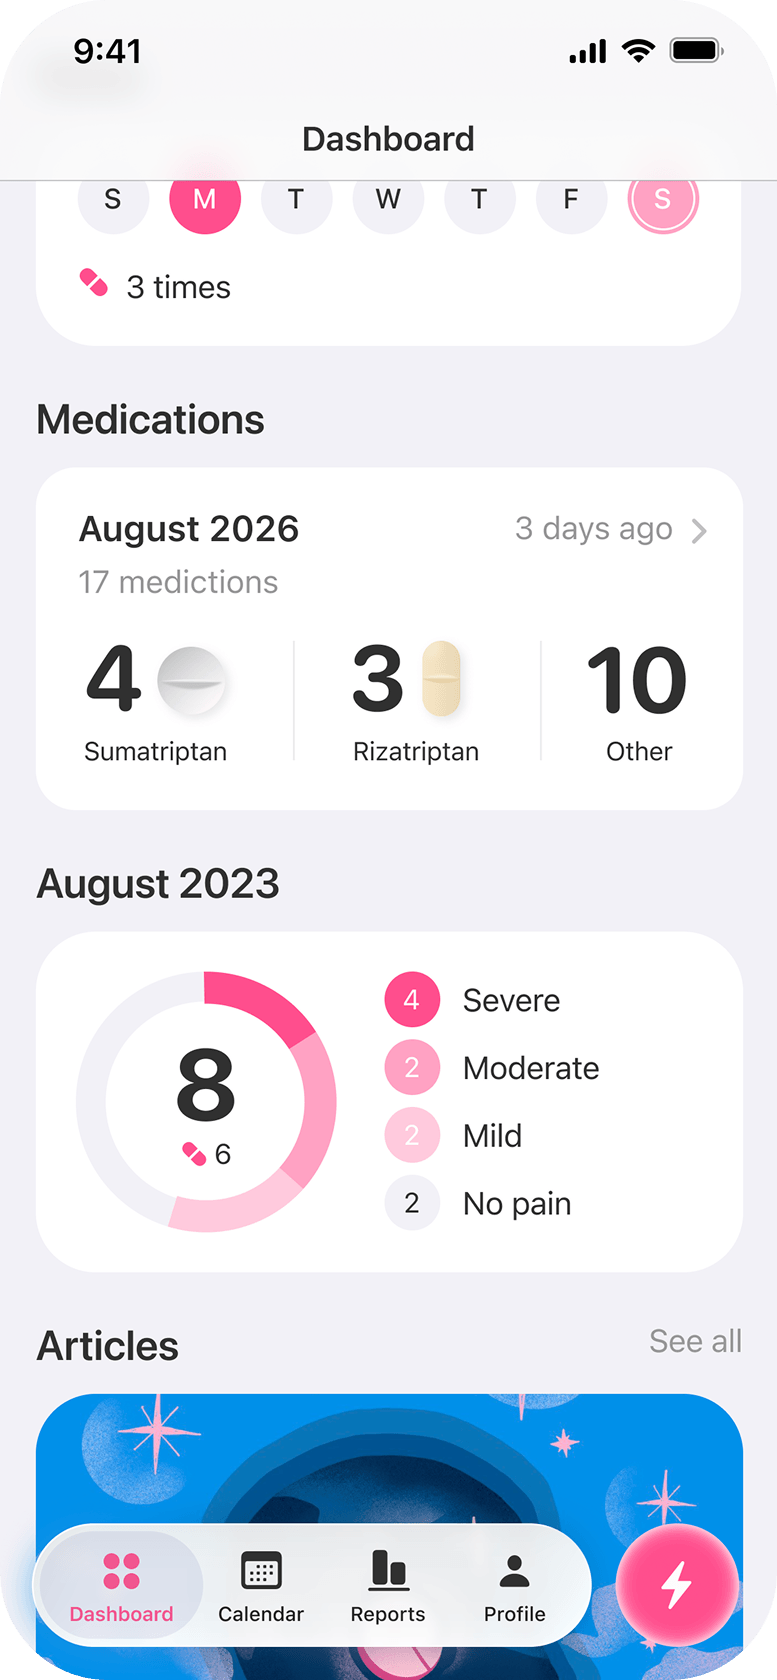 9:41
Dashboard
S M T W T F S
3 times
Medications
August 2026
3 days ago
17 medictions
4
3
10
Sumatriptan
Rizatriptan
Other
August 2023
8
6
4 Severe
2 Moderate
2 Mild
2 No pain
Articles
See all
Dashboard
Calendar
Reports
Profile